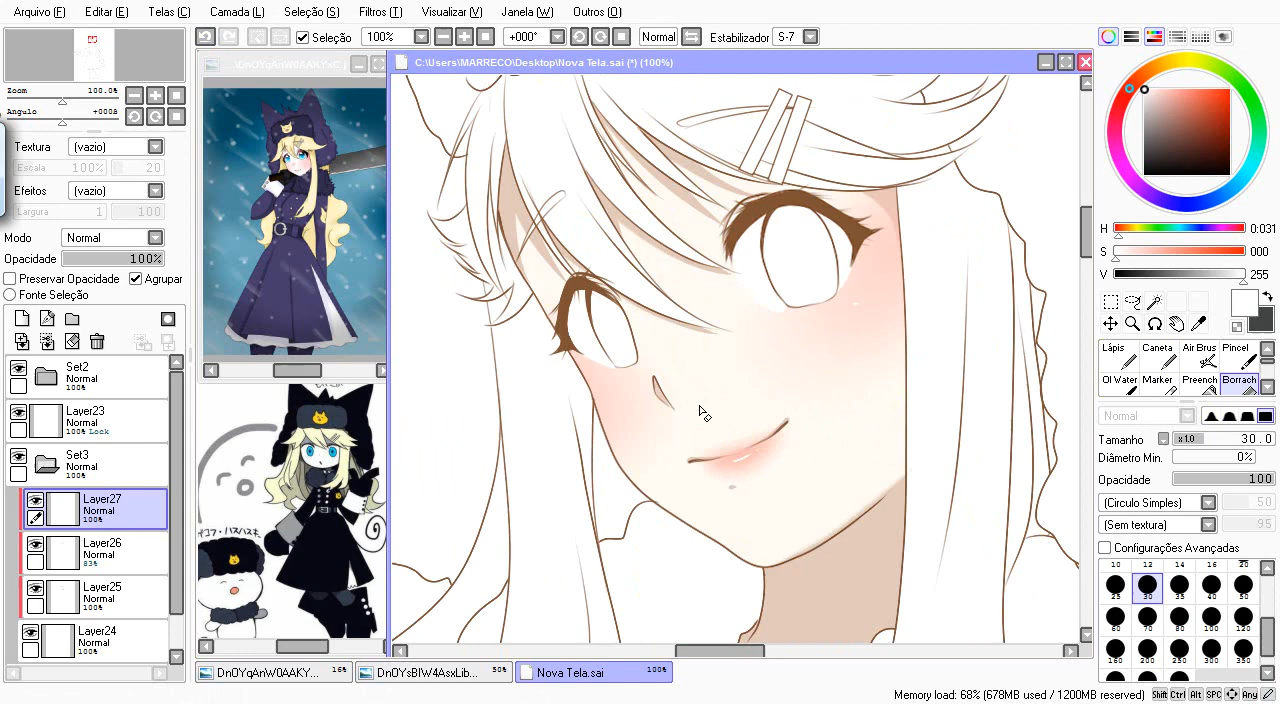 Arquivo (F) Editar (E) Telas (C) Camada (L) Seleção (S) Filtros (T) Visualizar (V) Janela (W) Outros (O)
Seleção 100% +000° Normal Estabilizador S-7
C:\Users\MARRECO\Desktop\Nova Tela.sai (*) (100%)
Zoom 100.0%
Angulo +000º
Textura (vazio)
Escala 100% 20
Efeitos (vazio)
Largura 1 100
Modo Normal
Opacidade 100%
Preservar Opacidade Agrupar
Fonte Seleção
Set2
Normal
100%
Layer23
Normal
100% Lock
Set3
Normal
100%
Layer27
Normal
100%
Layer26
Normal
83%
Layer25
Normal
100%
Layer24
Normal
100%
DnOYqAnW0AAKY... 16%
DnOYsBIW4AsxLib... 50%
Nova Tela.sai 100%
H 0:031
S 000
V 255
Lápis Caneta Air Brus Pincel
Ol Water Marker Preench Borrach
Normal
Tamanho x1.0 30.0
Diâmetro Min. 0%
Opacidade 100
(Circulo Simples) 50
(Sem textura) 95
Configurações Avançadas
10 12 14 16 20
25 30 35 40 50
60 70 80 100 120
160 200 250 300 350
Memory load: 68% (678MB used / 1200MB reserved) Shift Ctrl Alt SPC Any